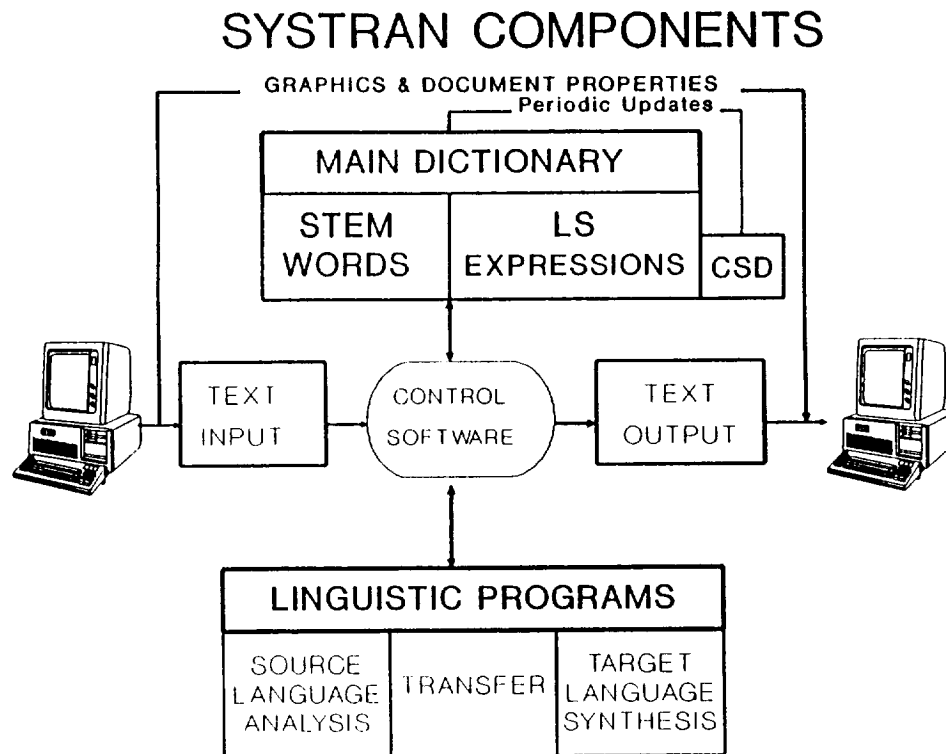 SYSTRAN COMPONENTS
GRAPHICS & DOCUMENT PROPERTIES
Periodic Updates
MAIN DICTIONARY
STEM
WORDS
LS
EXPRESSIONS
CSD
TEXT
INPUT
CONTROL
SOFTWARE
TEXT
OUTPUT
LINGUISTIC PROGRAMS
SOURCE
LANGUAGE
ANALYSIS
TRANSFER
TARGET
LANGUAGE
SYNTHESIS